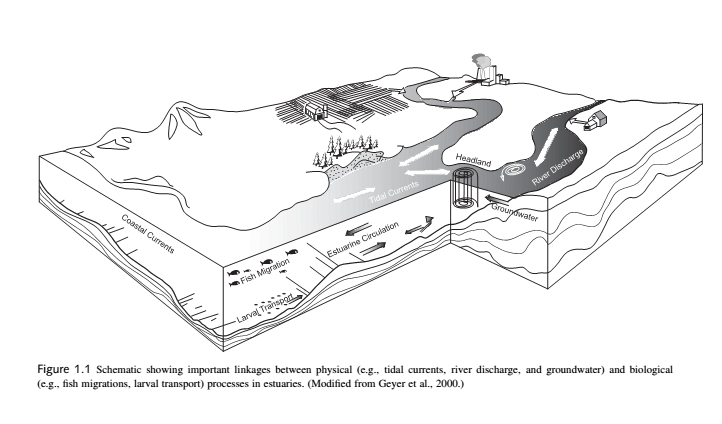 Headland
River Discharge
Tidal Currents
Groundwater
Coastal Currents
Estuarine Circulation
Fish Migration
Larval Transport
Figure 1.1 Schematic showing important linkages between physical (e.g., tidal currents, river discharge, and groundwater) and biological
(e.g., fish migrations, larval transport) processes in estuaries. (Modified from Geyer et al., 2000.)